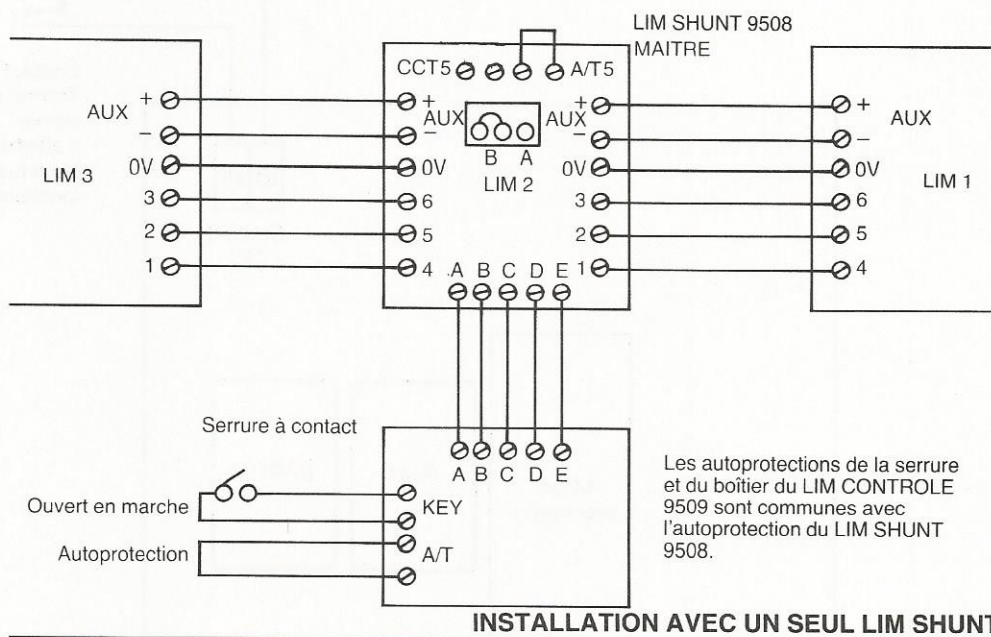 LIM SHUNT 9508
MAITRE
CCT5 A/T5
AUX + + AUX AUX + + AUX
− − − −
B A
LIM 3 0V 0V LIM 2 0V 0V LIM 1
3 6 3 6
2 5 2 5
1 4 1 4
A B C D E
Serrure à contact
A B C D E
Ouvert en marche
KEY
Autoprotection
A/T
Les autoprotections de la serrure
et du boîtier du LIM CONTROLE
9509 sont communes avec
l'autoprotection du LIM SHUNT
9508.
INSTALLATION AVEC UN SEUL LIM SHUNT